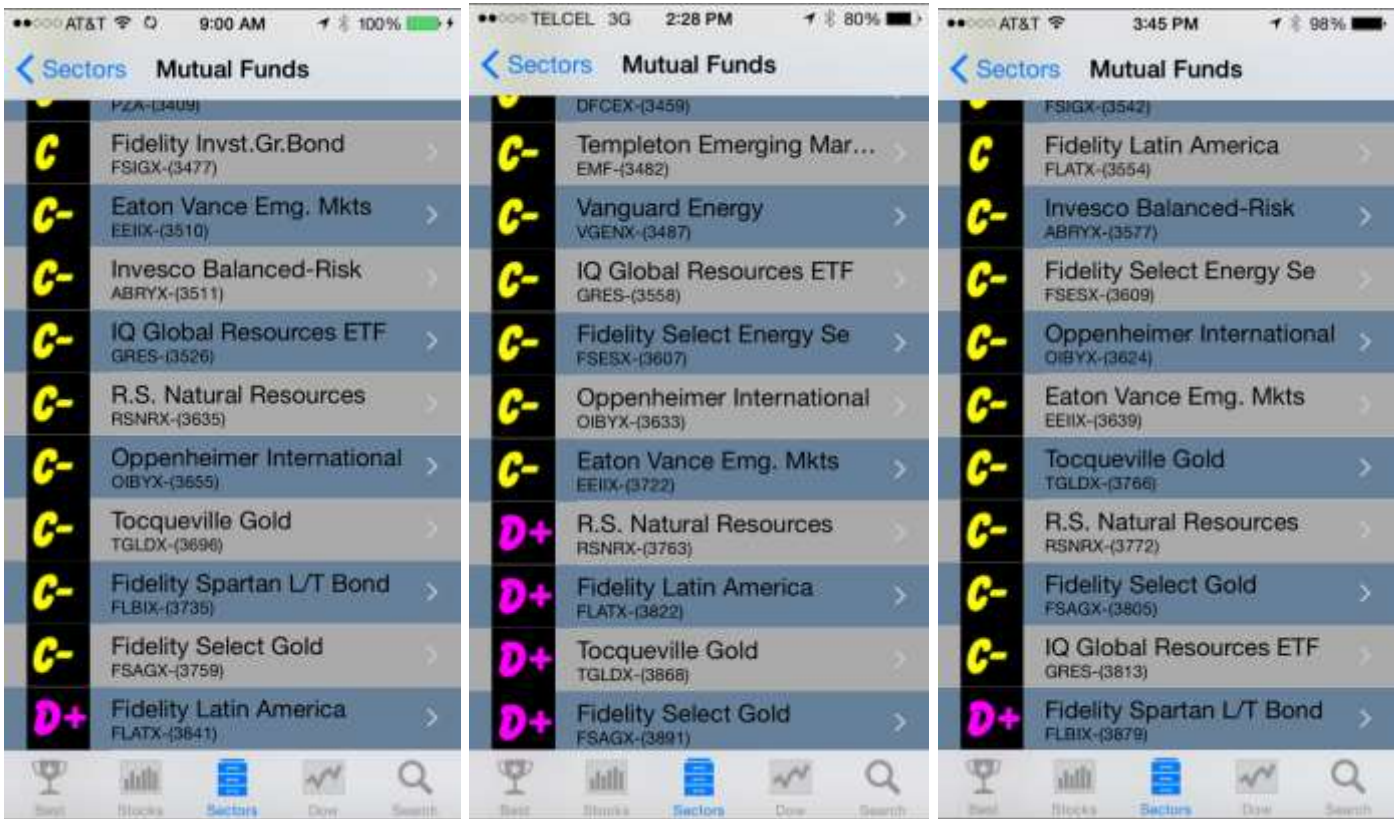 AT&T 9:00 AM 100%
Sectors Mutual Funds
PZA-(3409)
C Fidelity Invst.Gr.Bond
FSIGX-(3477)
C- Eaton Vance Emg. Mkts
EEIIX-(3510)
C- Invesco Balanced-Risk
ABRYX-(3511)
C- IQ Global Resources ETF
GRES-(3526)
C- R.S. Natural Resources
RSNRX-(3635)
C- Oppenheimer International
OIBYX-(3655)
C- Tocqueville Gold
TGLDX-(3696)
C- Fidelity Spartan L/T Bond
FLBIX-(3735)
C- Fidelity Select Gold
FSAGX-(3759)
D+ Fidelity Latin America
FLATX-(3841)
Best Stocks Sectors Dow Search
TELCEL 3G 2:28 PM 80%
Sectors Mutual Funds
DFCEX-(3459)
C- Templeton Emerging Mar...
EMF-(3482)
C- Vanguard Energy
VGENX-(3487)
C- IQ Global Resources ETF
GRES-(3558)
C- Fidelity Select Energy Se
FSESX-(3607)
C- Oppenheimer International
OIBYX-(3633)
C- Eaton Vance Emg. Mkts
EEIIX-(3722)
D+ R.S. Natural Resources
RSNRX-(3763)
D+ Fidelity Latin America
FLATX-(3822)
D+ Tocqueville Gold
TGLDX-(3868)
D+ Fidelity Select Gold
FSAGX-(3891)
Best Stocks Sectors Dow Search
AT&T 3:45 PM 98%
Sectors Mutual Funds
FSIGX-(3542)
C Fidelity Latin America
FLATX-(3554)
C- Invesco Balanced-Risk
ABRYX-(3577)
C- Fidelity Select Energy Se
FSESX-(3609)
C- Oppenheimer International
OIBYX-(3624)
C- Eaton Vance Emg. Mkts
EEIIX-(3639)
C- Tocqueville Gold
TGLDX-(3766)
C- R.S. Natural Resources
RSNRX-(3772)
C- Fidelity Select Gold
FSAGX-(3805)
C- IQ Global Resources ETF
GRES-(3813)
D+ Fidelity Spartan L/T Bond
FLBIX-(3879)
Best Stocks Sectors Dow Search